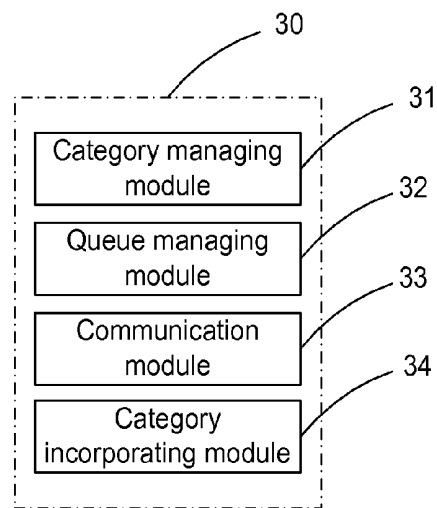 30
31
Category managing
module
32
Queue managing
module
33
Communication
module
34
Category
incorporating module